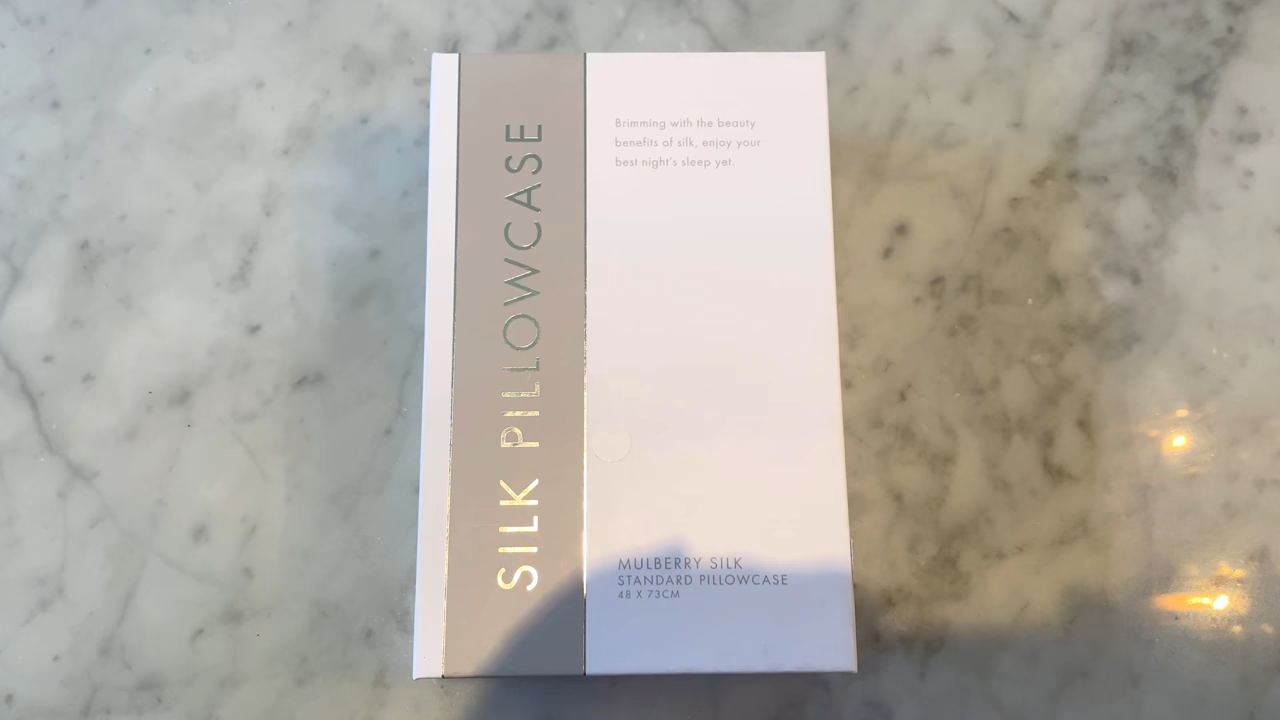 SILK PILLOWCASE
Brimming with the beauty
benefits of silk, enjoy your
best night's sleep yet.
MULBERRY SILK
STANDARD PILLOWCASE
48 X 73CM